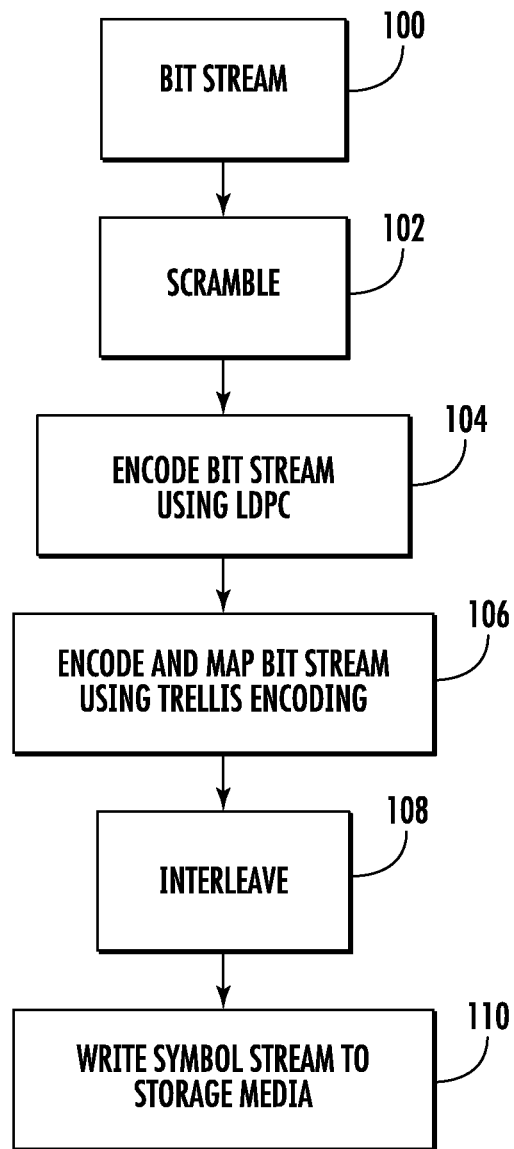 100
BIT STREAM
102
SCRAMBLE
104
ENCODE BIT STREAM
USING LDPC
106
ENCODE AND MAP BIT STREAM
USING TRELLIS ENCODING
108
INTERLEAVE
110
WRITE SYMBOL STREAM TO
STORAGE MEDIA